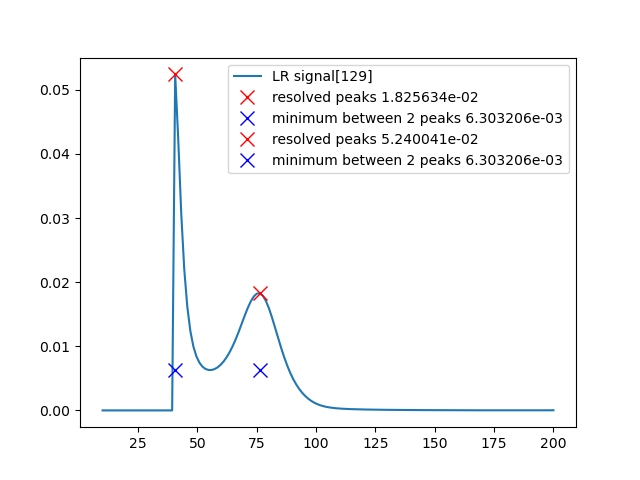 LR signal[129]
resolved peaks 1.825634e-02
minimum between 2 peaks 6.303206e-03
resolved peaks 5.240041e-02
minimum between 2 peaks 6.303206e-03
0.05
0.04
0.03
0.02
0.01
0.00
25 50 75 100 125 150 175 200